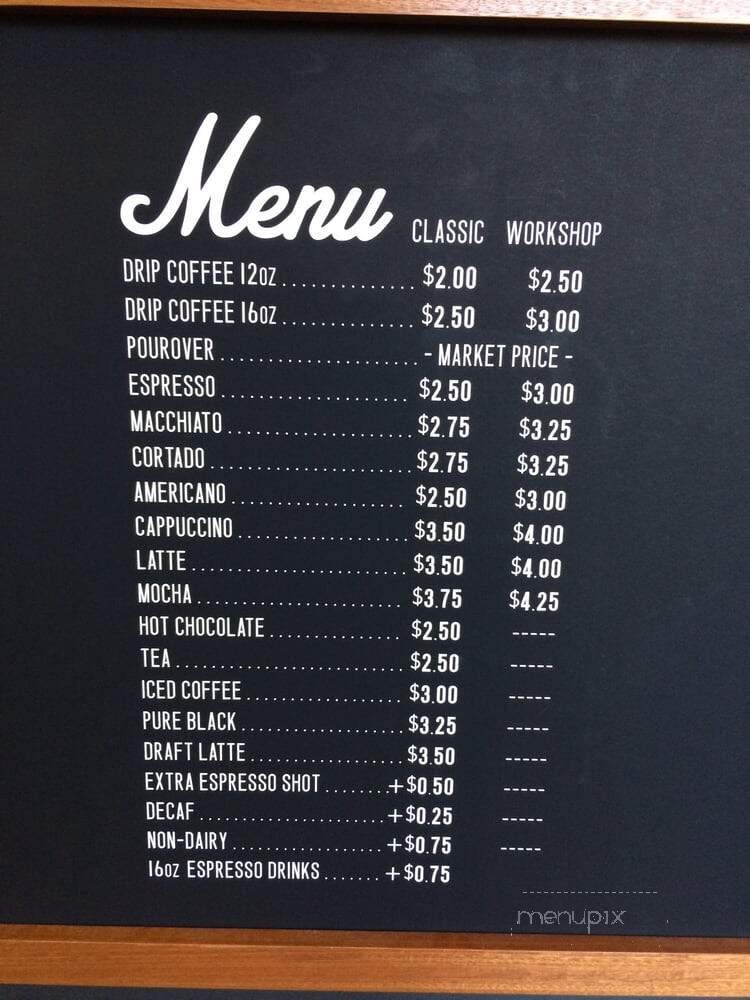 Menu CLASSIC WORKSHOP
DRIP COFFEE 12oz .............. $2.00 $2.50
DRIP COFFEE 16oz .............. $2.50 $3.00
POUROVER ..................... - MARKET PRICE -
ESPRESSO .................... $2.50 $3.00
MACCHIATO .................... $2.75 $3.25
CORTADO ...................... $2.75 $3.25
AMERICANO ................... $2.50 $3.00
CAPPUCCINO ................... $3.50 $4.00
LATTE ........................ $3.50 $4.00
MOCHA ....................... $3.75 $4.25
HOT CHOCOLATE ............... $2.50 -----
TEA .......................... $2.50 -----
ICED COFFEE .................. $3.00 -----
PURE BLACK ................... $3.25 -----
DRAFT LATTE .................. $3.50 -----
EXTRA ESPRESSO SHOT ........ +$0.50 -----
DECAF ...................... +$0.25 -----
NON-DAIRY .................. +$0.75 -----
16oz ESPRESSO DRINKS ....... +$0.75
menupix